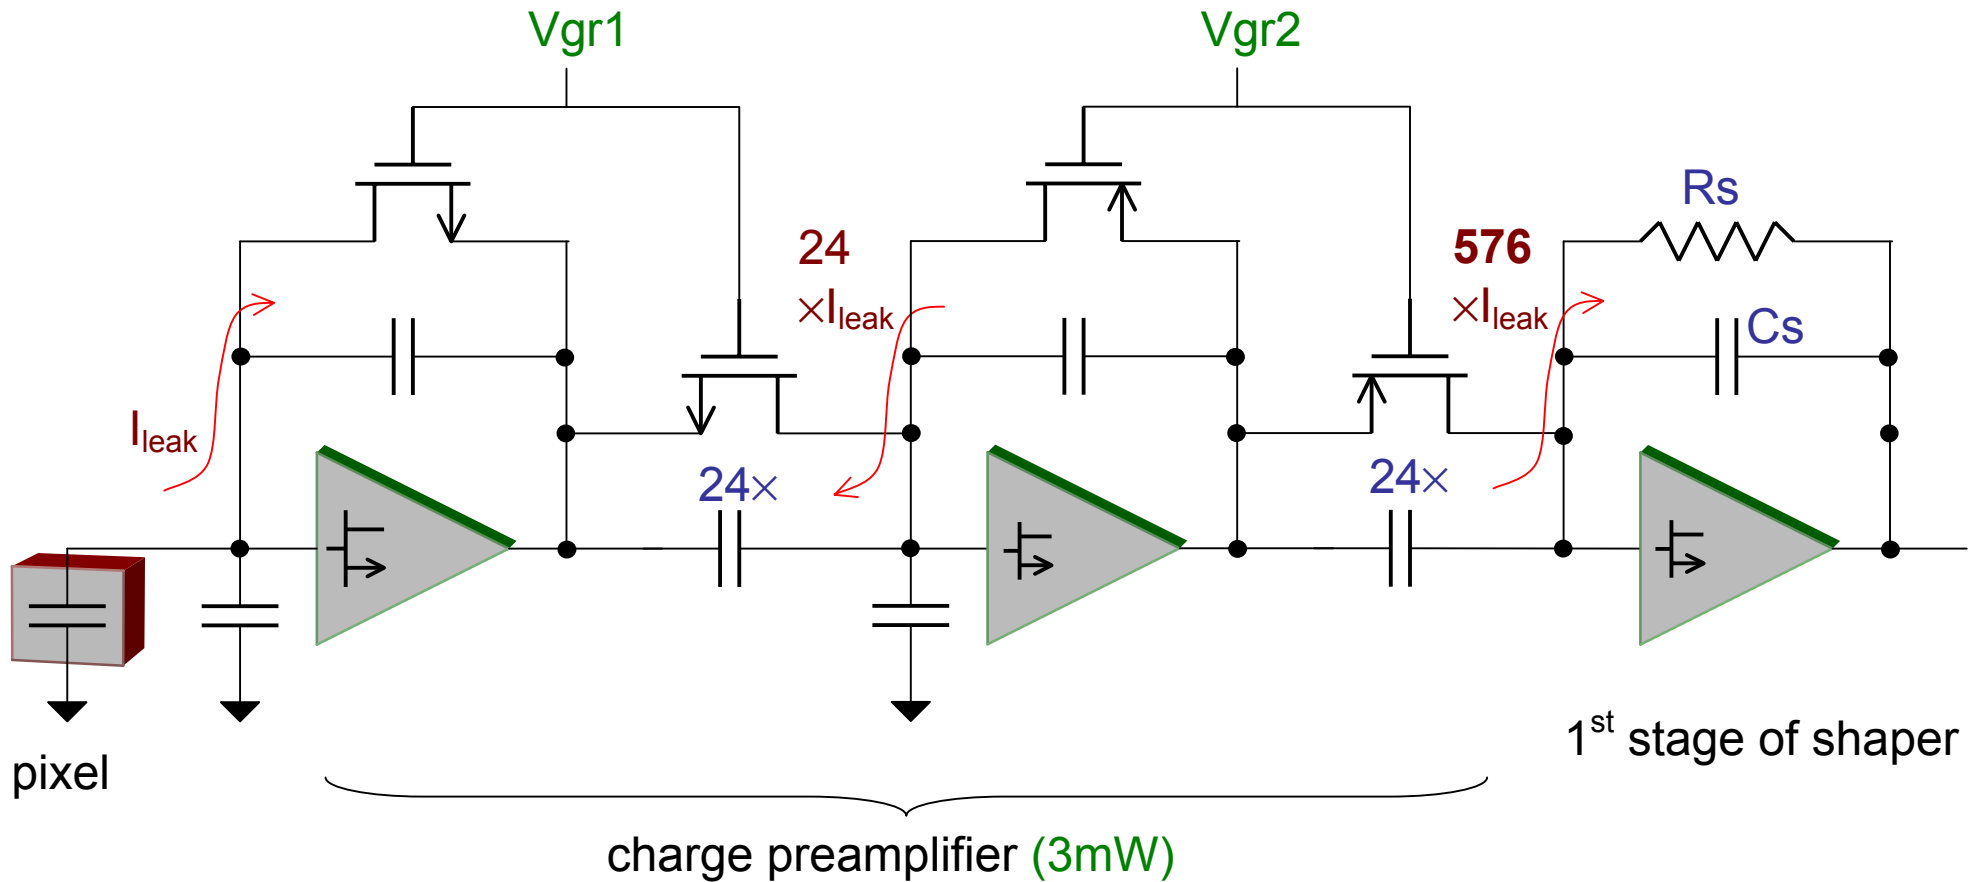 Vgr1
Vgr2
Rs
24
×Ileak
576
×Ileak
Cs
Ileak
24×
24×
1st stage of shaper
pixel
charge preamplifier (3mW)